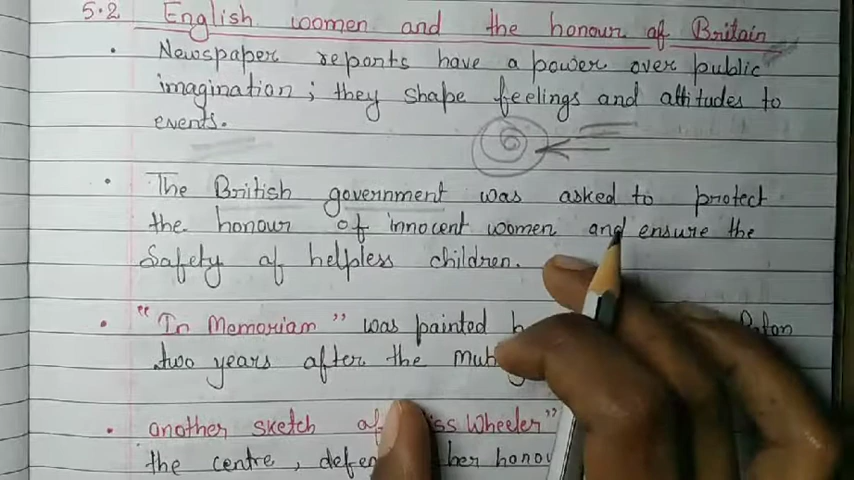 5.2 English women and the honour of Britain
• Newspaper reports have a power over public
imagination; they shape feelings and attitudes to
events.
• The British government was asked to protect
the honour of innocent women and ensure the
Safety of helpless children.
• "In Memoriam" was painted
two years after the
• another sketch of Wheeler"
the centre, her